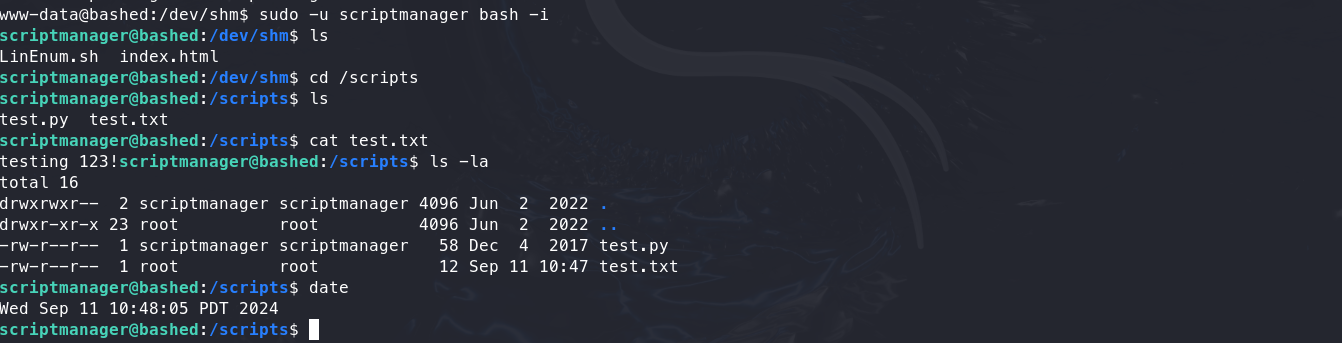 www-data@bashed:/dev/shm$ sudo -u scriptmanager bash -i
scriptmanager@bashed:/dev/shm$ ls
LinEnum.sh  index.html
scriptmanager@bashed:/dev/shm$ cd /scripts
scriptmanager@bashed:/scripts$ ls
test.py  test.txt
scriptmanager@bashed:/scripts$ cat test.txt
testing 123!scriptmanager@bashed:/scripts$ ls -la
total 16
drwxrwxr--  2 scriptmanager scriptmanager 4096 Jun  2  2022 .
drwxr-xr-x 23 root          root          4096 Jun  2  2022 ..
-rw-r--r--  1 scriptmanager scriptmanager   58 Dec  4  2017 test.py
-rw-r--r--  1 root          root            12 Sep 11 10:47 test.txt
scriptmanager@bashed:/scripts$ date
Wed Sep 11 10:48:05 PDT 2024
scriptmanager@bashed:/scripts$